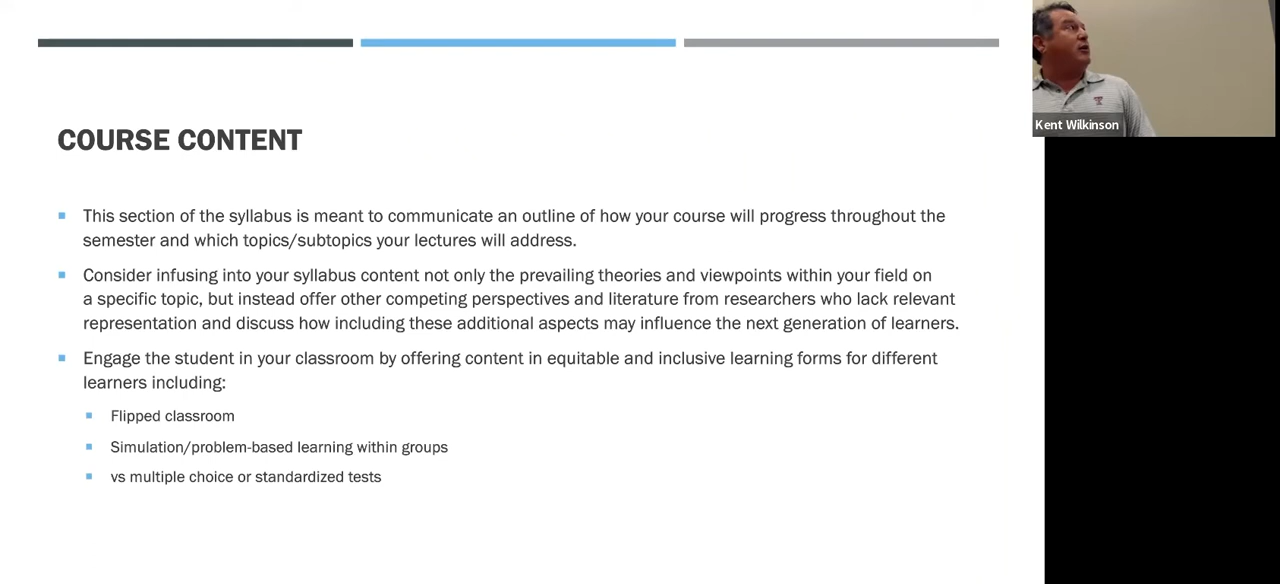 COURSE CONTENT
This section of the syllabus is meant to communicate an outline of how your course will progress throughout the
semester and which topics/subtopics your lectures will address.
Consider infusing into your syllabus content not only the prevailing theories and viewpoints within your field on
a specific topic, but instead offer other competing perspectives and literature from researchers who lack relevant
representation and discuss how including these additional aspects may influence the next generation of learners.
Engage the student in your classroom by offering content in equitable and inclusive learning forms for different
learners including:
Flipped classroom
Simulation/problem-based learning within groups
vs multiple choice or standardized tests
Kent Wilkinson